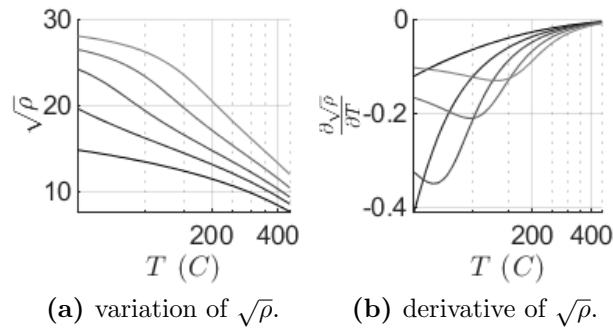 30
20
10
√ρ
200 400
T (C)
(a) variation of √ρ.
0
-0.2
-0.4
∂√ρ
∂T
200 400
T (C)
(b) derivative of √ρ.